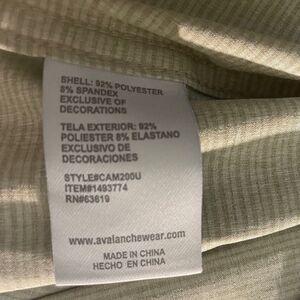 SHELL: 92% POLYESTER
8% SPANDEX
EXCLUSIVE OF
DECORATIONS
TELA EXTERIOR: 92%
POLIESTER 8% ELASTANO
EXCLUSIVO DE
DECORACIONES
STYLE#CAM200U
ITEM#1493774
RN#63619
www.avalanchewear.com
MADE IN CHINA
HECHO EN CHINA